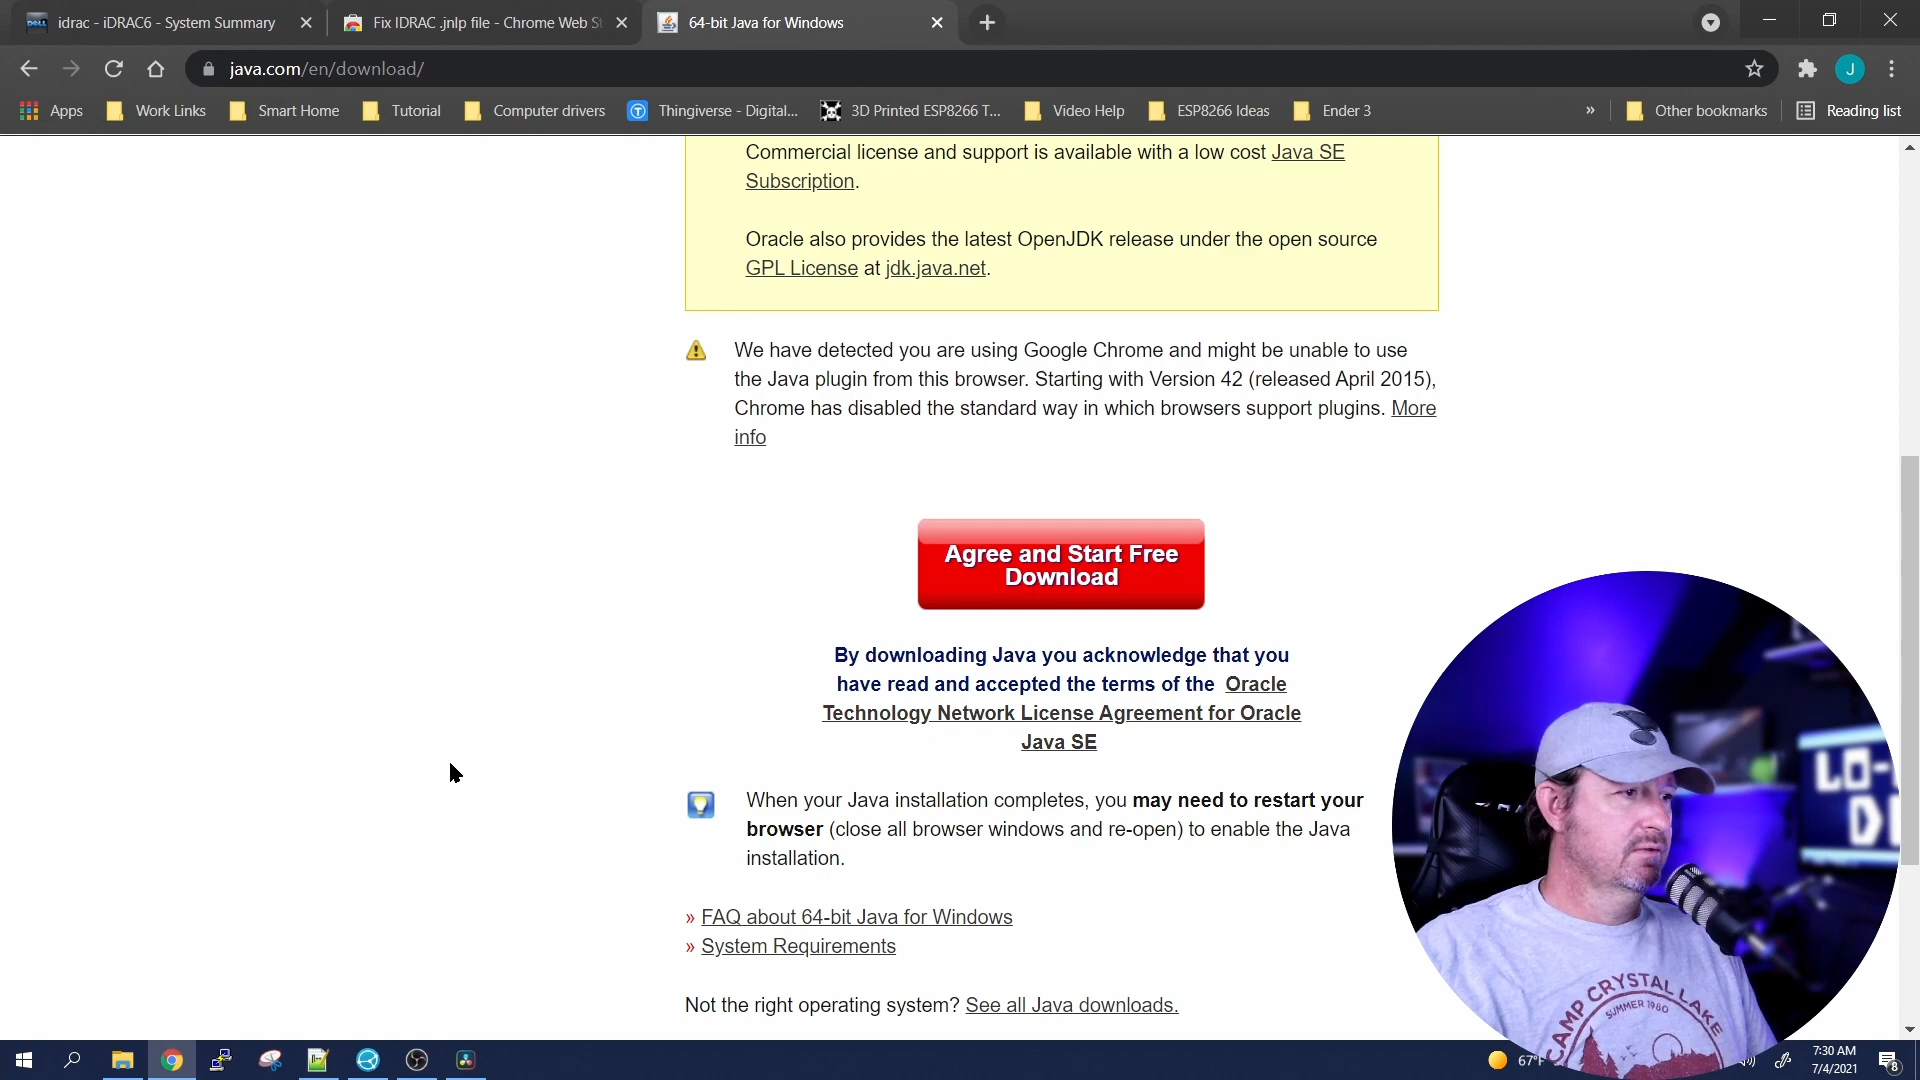 idrac - iDRAC6 - System Summary
Fix IDRAC .jnlp file - Chrome Web St
64-bit Java for Windows
java.com/en/download/
J
Apps
Work Links
Smart Home
Tutorial
Computer drivers
Thingiverse - Digital...
3D Printed ESP8266 T...
Video Help
ESP8266 Ideas
Ender 3
»
Other bookmarks
Reading list
Commercial license and support is available with a low cost Java SE
Subscription.
Oracle also provides the latest OpenJDK release under the open source
GPL License at jdk.java.net.
We have detected you are using Google Chrome and might be unable to use
the Java plugin from this browser. Starting with Version 42 (released April 2015),
Chrome has disabled the standard way in which browsers support plugins. More
info
Agree and Start Free
Download
By downloading Java you acknowledge that you
have read and accepted the terms of the Oracle
Technology Network License Agreement for Oracle
Java SE
When your Java installation completes, you may need to restart your
browser (close all browser windows and re-open) to enable the Java
installation.
» FAQ about 64-bit Java for Windows
» System Requirements
Not the right operating system? See all Java downloads.
LO-
CAMP CRYSTAL LAKE
SUMMER 1980
67°F
7:30 AM
7/4/2021
8